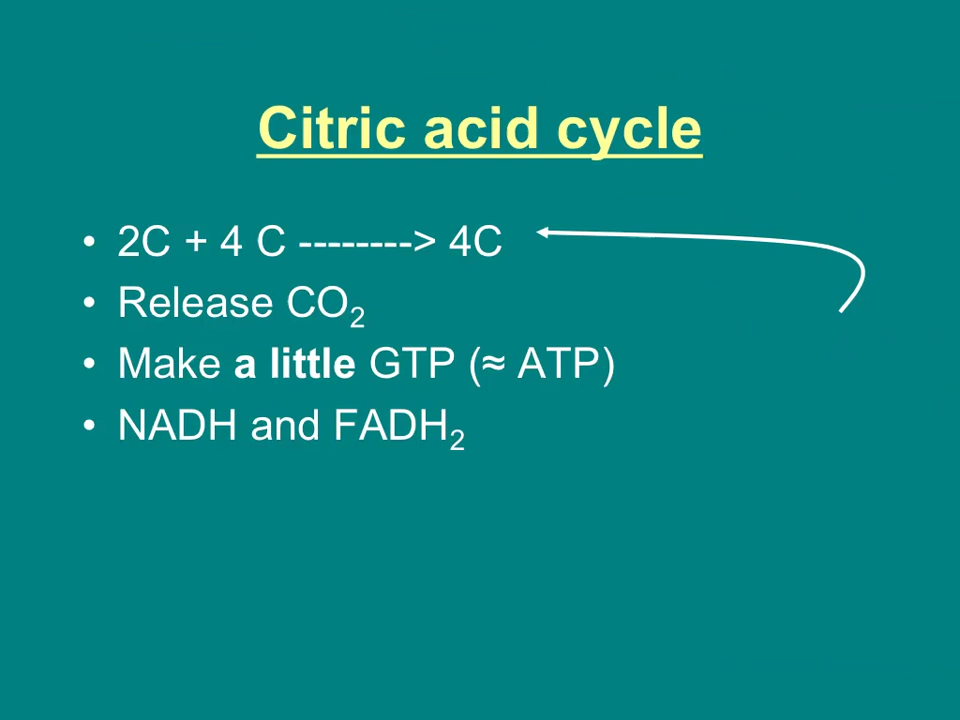 Citric acid cycle
• 2C + 4 C --------> 4C
• Release CO₂
• Make a little GTP (≈ ATP)
• NADH and FADH₂